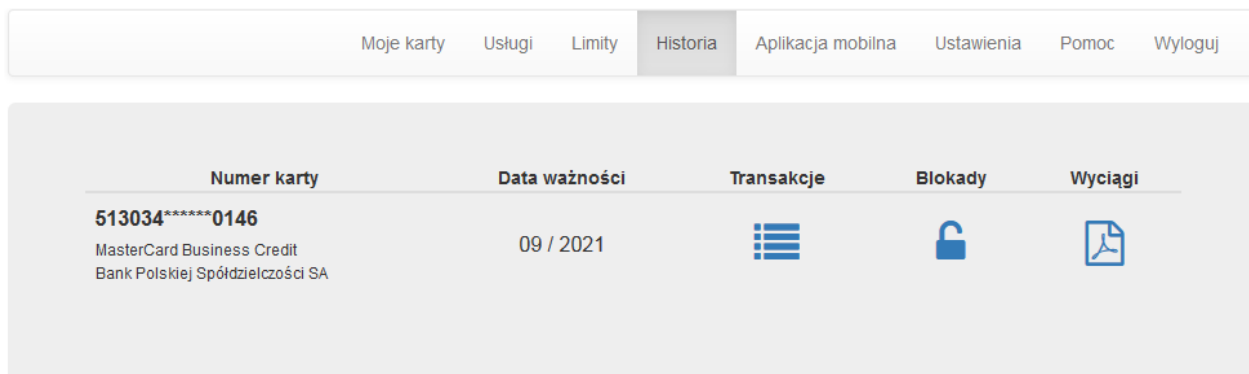 Moje karty Usługi Limity Historia Aplikacja mobilna Ustawienia Pomoc Wyloguj
Numer karty Data ważności Transakcje Blokady Wyciągi
513034******0146
MasterCard Business Credit
Bank Polskiej Spółdzielczości SA
09 / 2021